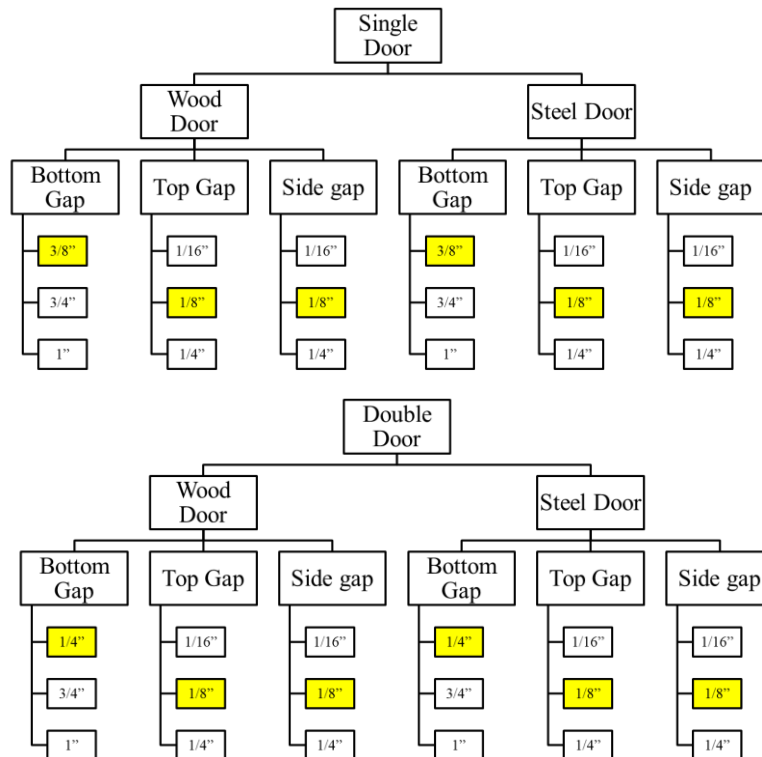 Single
Door
Wood
Door
Steel Door
Bottom
Gap
Top Gap
Side gap
Bottom
Gap
Top Gap
Side gap
3/8”
1/16”
1/16”
3/8”
1/16”
1/16”
3/4”
1/8”
1/8”
3/4”
1/8”
1/8”
1”
1/4”
1/4”
1”
1/4”
1/4”
Double
Door
Wood
Door
Steel Door
Bottom
Gap
Top Gap
Side gap
Bottom
Gap
Top Gap
Side gap
1/4”
1/16”
1/16”
1/4”
1/16”
1/16”
3/4”
1/8”
1/8”
3/4”
1/8”
1/8”
1”
1/4”
1/4”
1”
1/4”
1/4”